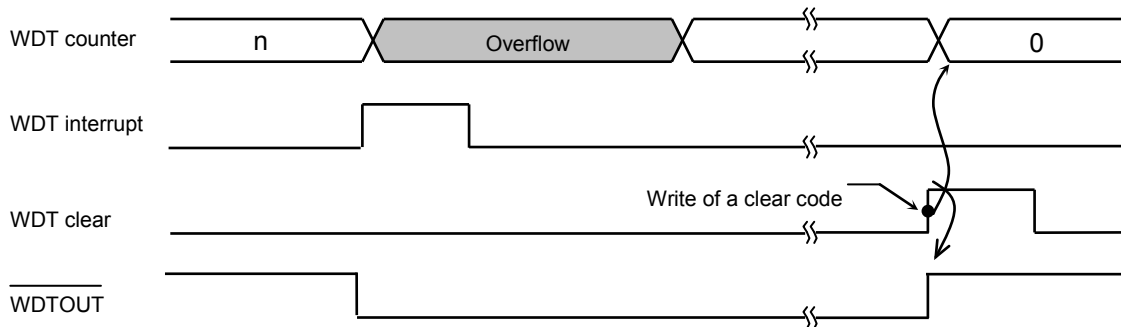 WDT counter
n
Overflow
0
WDT interrupt
Write of a clear code
WDT clear
WDTOUT